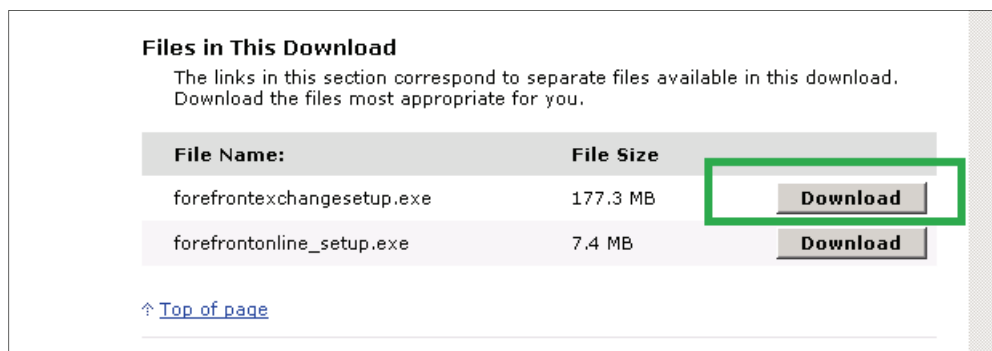 Files in This Download
The links in this section correspond to separate files available in this download.
Download the files most appropriate for you.
File Name: File Size
forefrontexchangesetup.exe 177.3 MB Download
forefrontonline_setup.exe 7.4 MB Download
Top of page